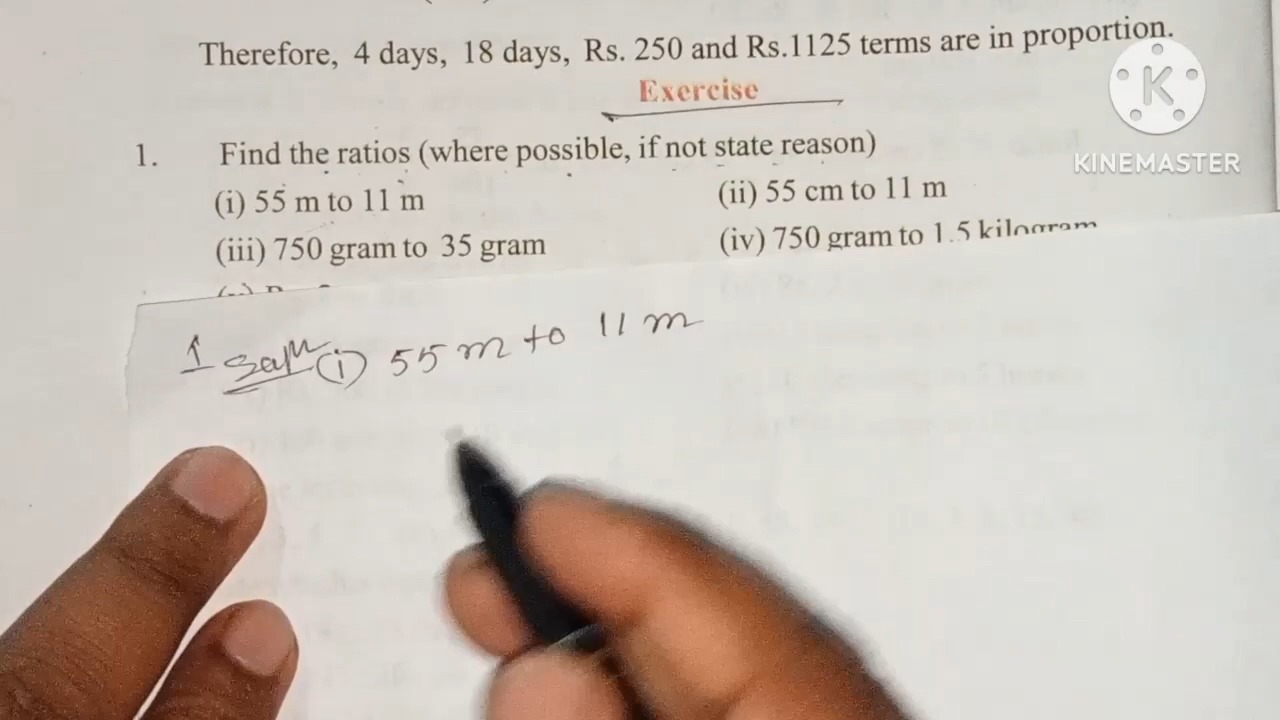 Therefore, 4 days, 18 days, Rs. 250 and Rs.1125 terms are in proportion.
Exercise
KINEMASTER
1. Find the ratios (where possible, if not state reason)
(i) 55 m to 11 m (ii) 55 cm to 11 m
(iii) 750 gram to 35 gram (iv) 750 gram to 1.5 kilogram
1 (i) 55 m to 11 m